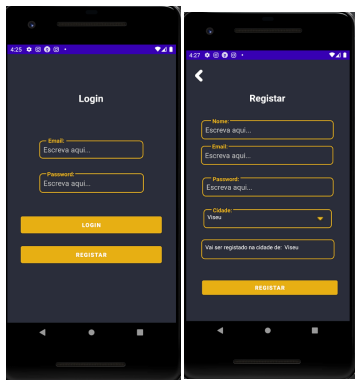 4:25
Login
Email:
Escreva aqui...
Password:
Escreva aqui...
LOGIN
REGISTAR
4:27
Registar
Nome:
Escreva aqui...
Email:
Escreva aqui...
Password:
Escreva aqui...
Cidade:
Viseu
Vai ser registado na cidade de: Viseu
REGISTAR